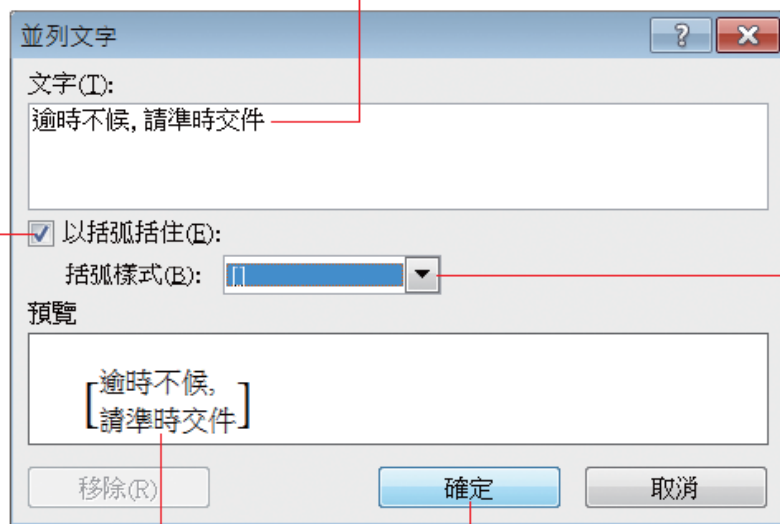 並列文字
文字(T):
逾時不候,請準時交件
以括弧括住(E):
括弧樣式(B): []
預覽
[逾時不候,
請準時交件]
移除(R) 確定 取消